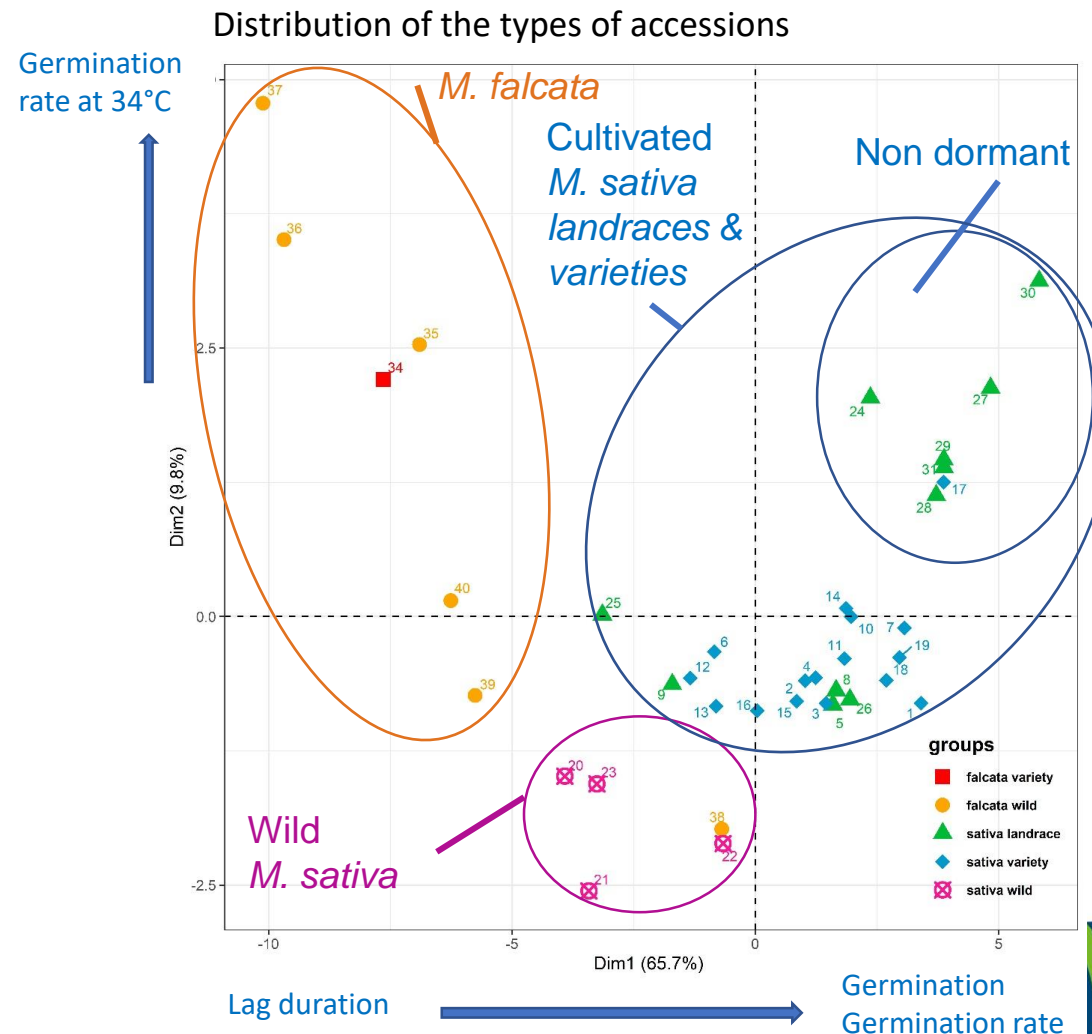 Distribution of the types of accessions
Germination
rate at 34°C
M. falcata
Cultivated
M. sativa
landraces &
varieties
Non dormant
37
36
35
34
30
24
27
29
31
17
28
2.5
Dim2 (9.8%)
40
25
14
10
7
0.0
39
6
12
9
13
16
4
2
15
3
11
8
5
26
19
18
1
groups
falcata variety
falcata wild
sativa landrace
sativa variety
sativa wild
20
23
38
22
21
Wild
M. sativa
-2.5
-10
-5
0
5
Dim1 (65.7%)
Lag duration
Germination
Germination rate